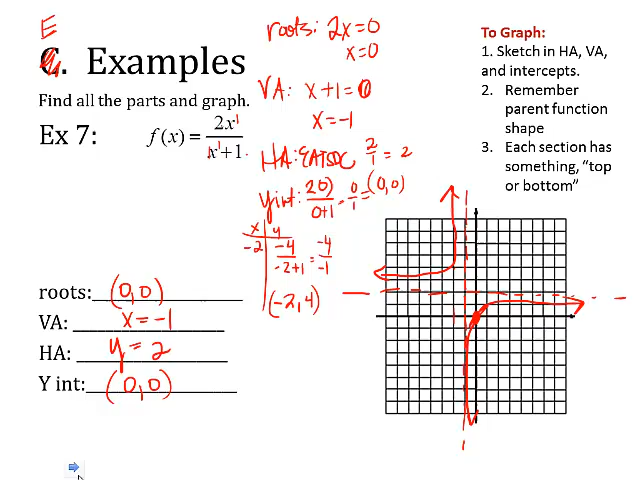 E
C. Examples
Find all the parts and graph.
Ex 7: f(x) = 2x¹ / x¹+1.
roots: (0,0)
VA: x = -1
HA: y = 2
Y int: (0,0)
roots: 2x=0
x=0
VA: x+1=0
x=-1
HA: EATSDC 2/1 = 2
y int: 2(0)/0+1 = 0/1 = (0,0)
x | y
-2 | -4/-2+1 = -4/-1
(-2,4)
To Graph:
1. Sketch in HA, VA,
and intercepts.
2. Remember
parent function
shape
3. Each section has
something, “top
or bottom”